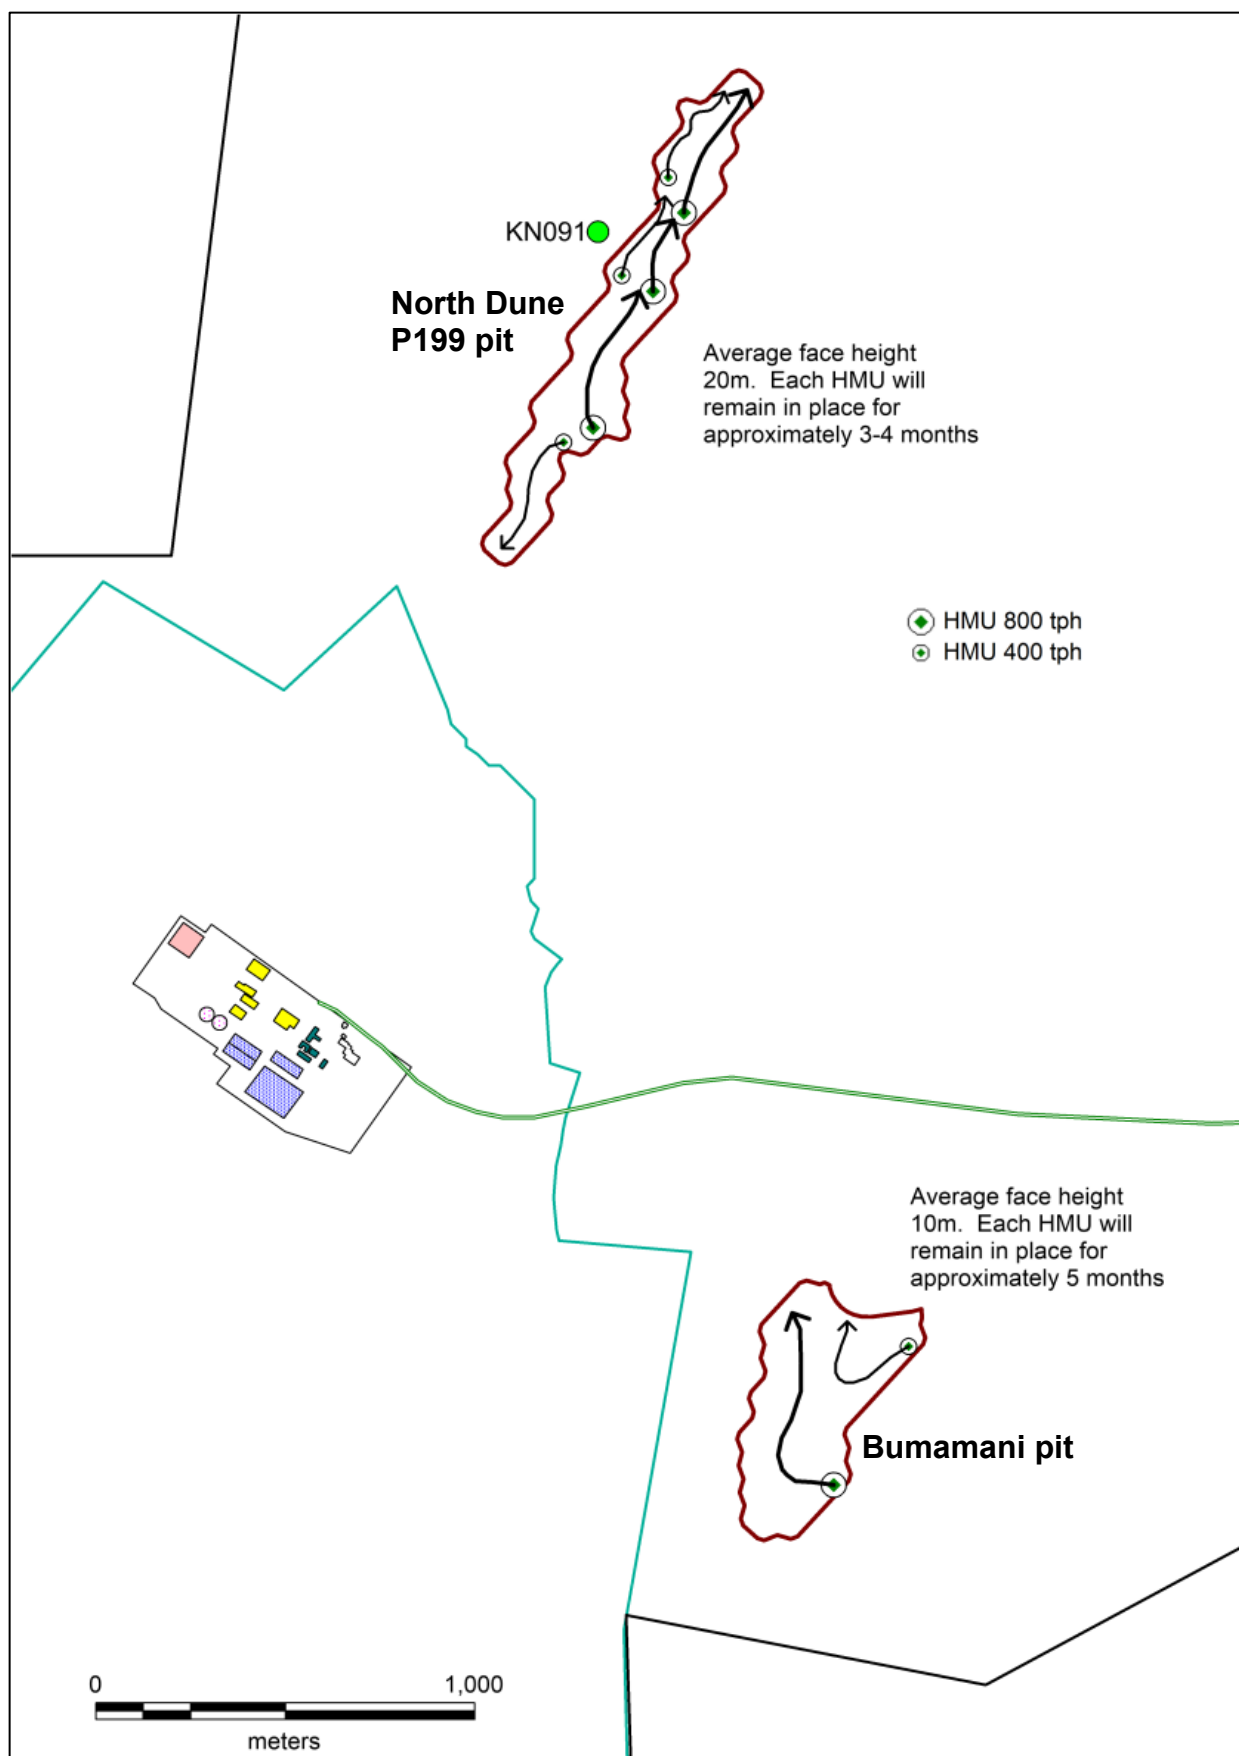 KN091
North Dune
P199 pit
Average face height
20m. Each HMU will
remain in place for
approximately 3-4 months
HMU 800 tph
HMU 400 tph
Average face height
10m. Each HMU will
remain in place for
approximately 5 months
Bumamani pit
0 1,000
meters